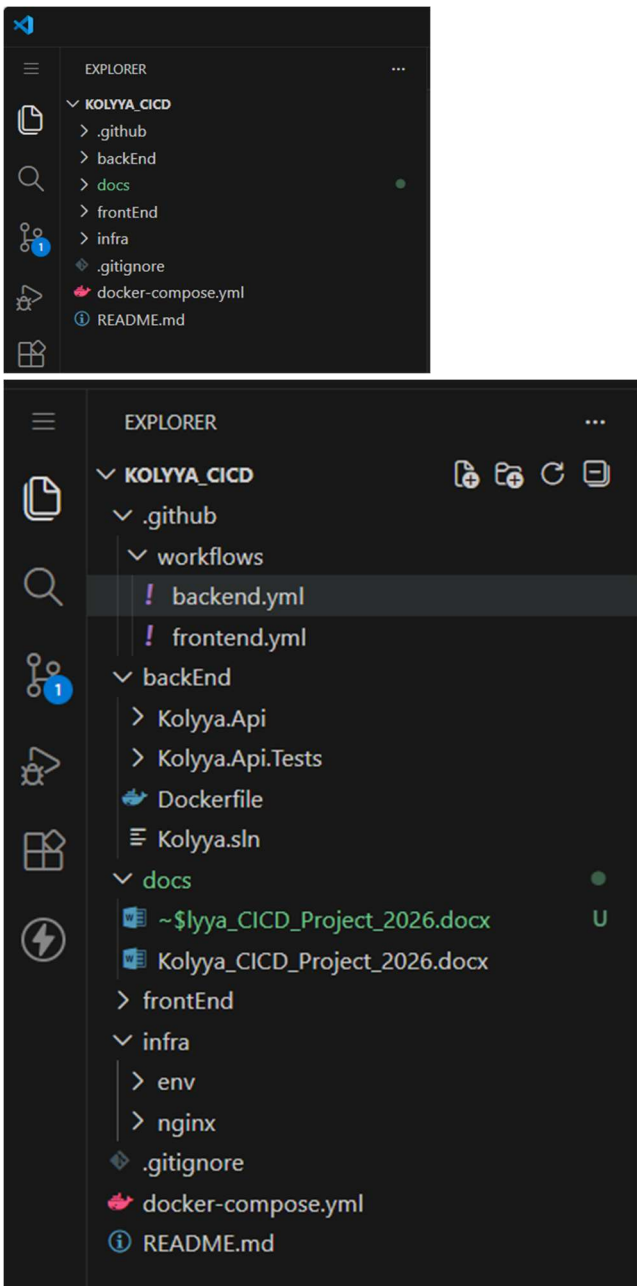 EXPLORER ...
KOLYYA_CICD
.github
backEnd
docs
frontEnd
infra
1
.gitignore
docker-compose.yml
README.md
EXPLORER ...
KOLYYA_CICD
.github
workflows
! backend.yml
! frontend.yml
1
backEnd
Kolyya.Api
Kolyya.Api.Tests
Dockerfile
Kolyya.sln
docs
~$lyya_CICD_Project_2026.docx U
Kolyya_CICD_Project_2026.docx
frontEnd
infra
env
nginx
.gitignore
docker-compose.yml
README.md